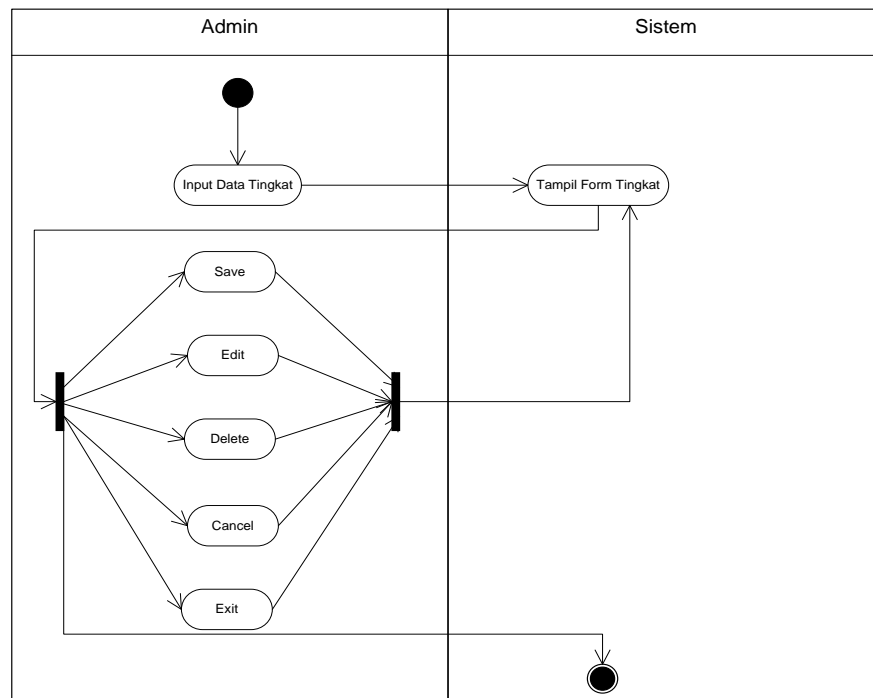 Admin
Sistem
Input Data Tingkat
Tampil Form Tingkat
Save
Edit
Delete
Cancel
Exit